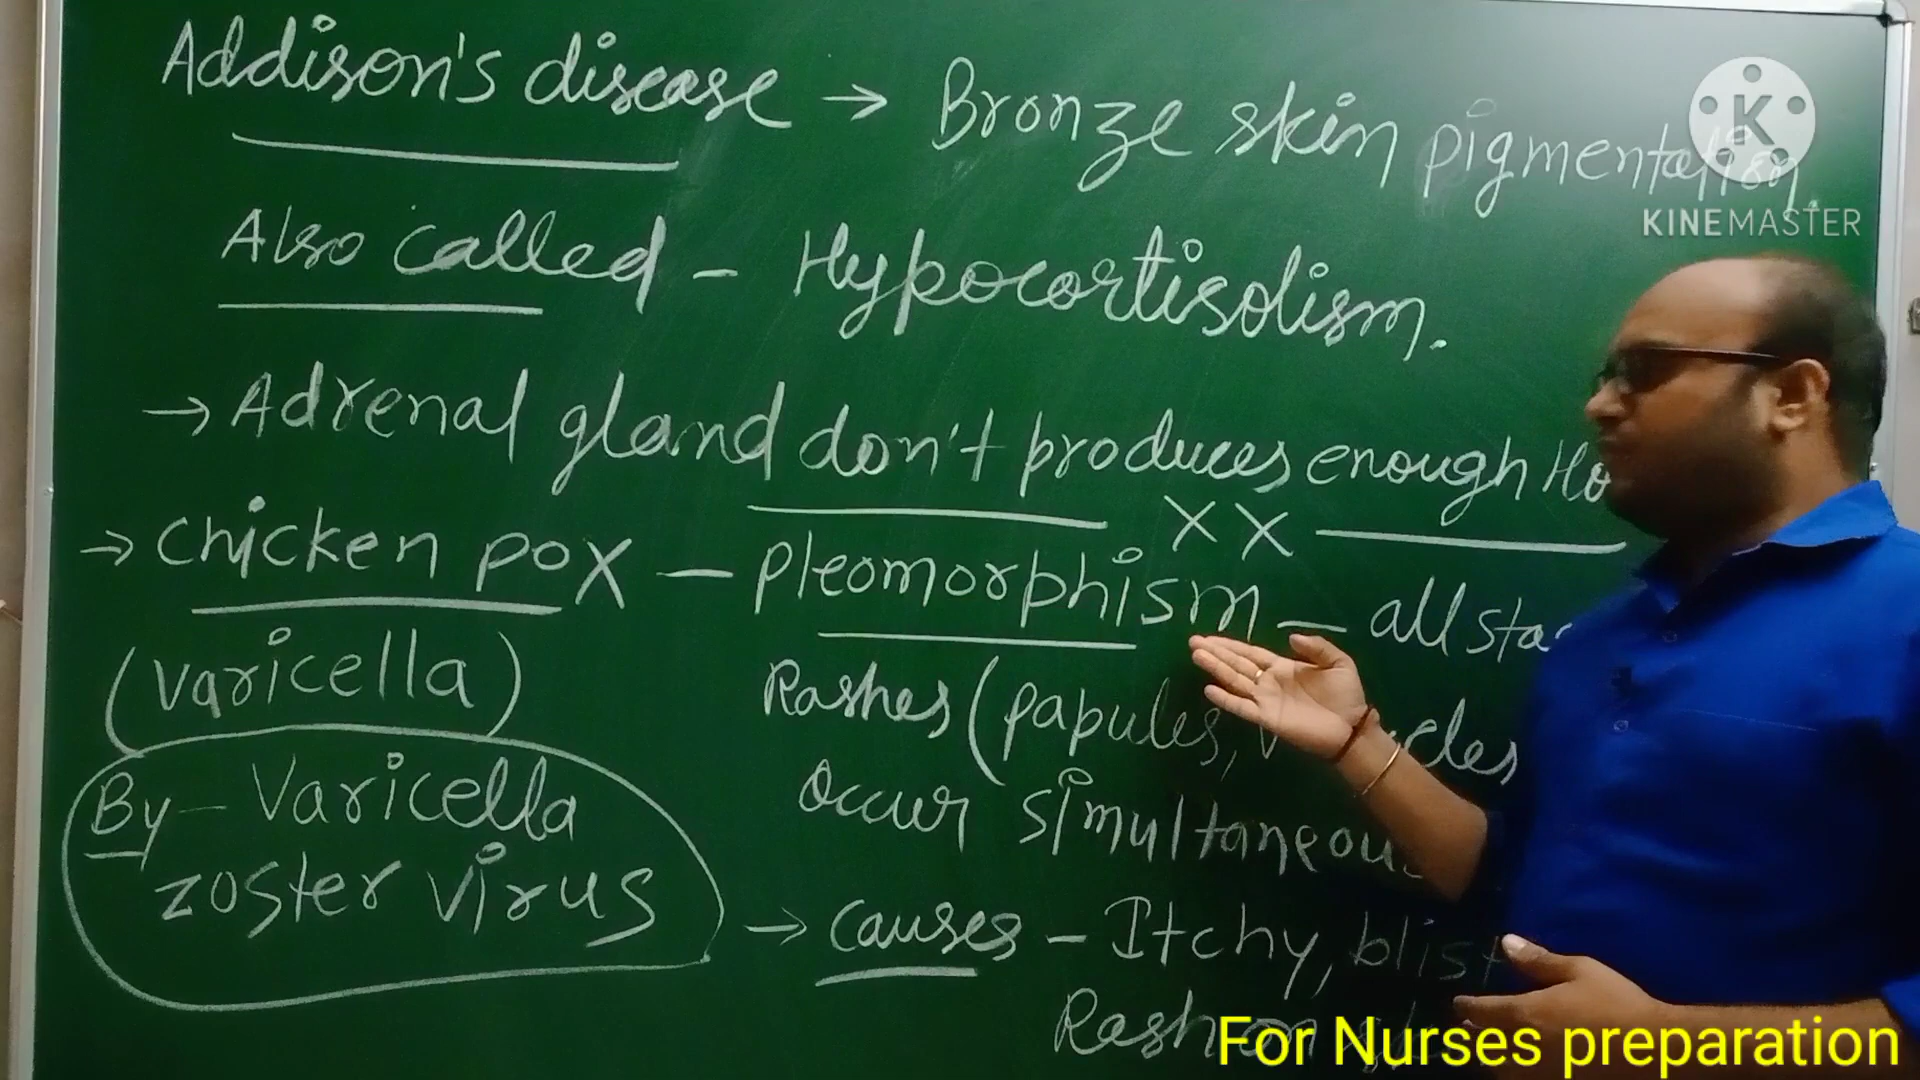 Addison's disease → Bronze skin pigmentation.
KINEMASTER
Also called - Hypocortisolism.
→ Adrenal gland don't produces enough Ho
XX
→ Chicken pox - Pleomorphism - all sta
(Varicella)
Rashes (papules,
Occur simultaneous
By - Varicella
zoster virus
→ Causes - Itchy, blist
Rash on
For Nurses preparation